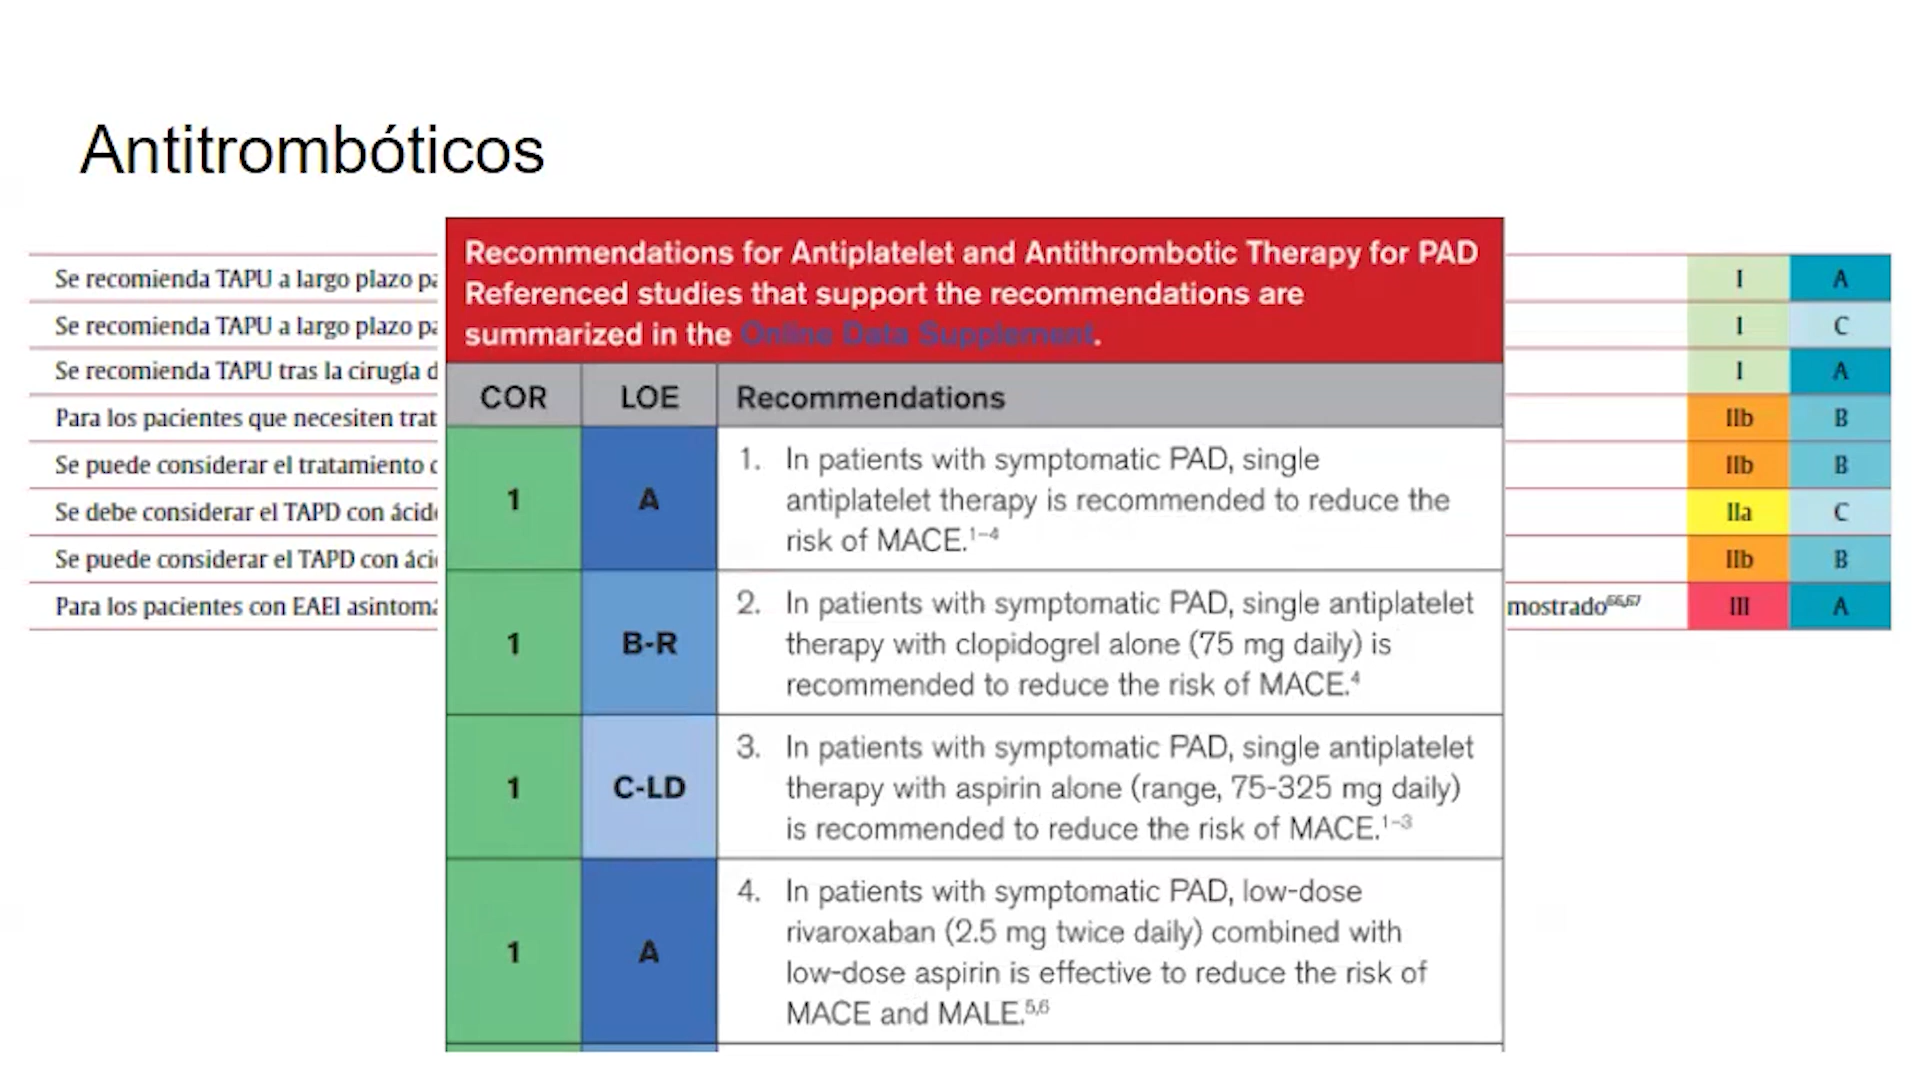 Antitrombóticos
Se recomienda TAPU a largo plazo pa
Se recomienda TAPU a largo plazo pa
Se recomienda TAPU tras la cirugía d
Para los pacientes que necesiten trat
Se puede considerar el tratamiento c
Se debe considerar el TAPD con ácid
Se puede considerar el TAPD con áci
Para los pacientes con EAEI asintom
Recommendations for Antiplatelet and Antithrombotic Therapy for PAD
Referenced studies that support the recommendations are
summarized in the Online Data Supplement.
COR LOE Recommendations
1 A 1. In patients with symptomatic PAD, single
antiplatelet therapy is recommended to reduce the
risk of MACE.1–4
1 B-R 2. In patients with symptomatic PAD, single antiplatelet
therapy with clopidogrel alone (75 mg daily) is
recommended to reduce the risk of MACE.4
1 C-LD 3. In patients with symptomatic PAD, single antiplatelet
therapy with aspirin alone (range, 75-325 mg daily)
is recommended to reduce the risk of MACE.1–3
1 A 4. In patients with symptomatic PAD, low-dose
rivaroxaban (2.5 mg twice daily) combined with
low-dose aspirin is effective to reduce the risk of
MACE and MALE.5,6
I A
I C
I A
IIb B
IIb B
IIa C
IIb B
mostrado66,67 III A